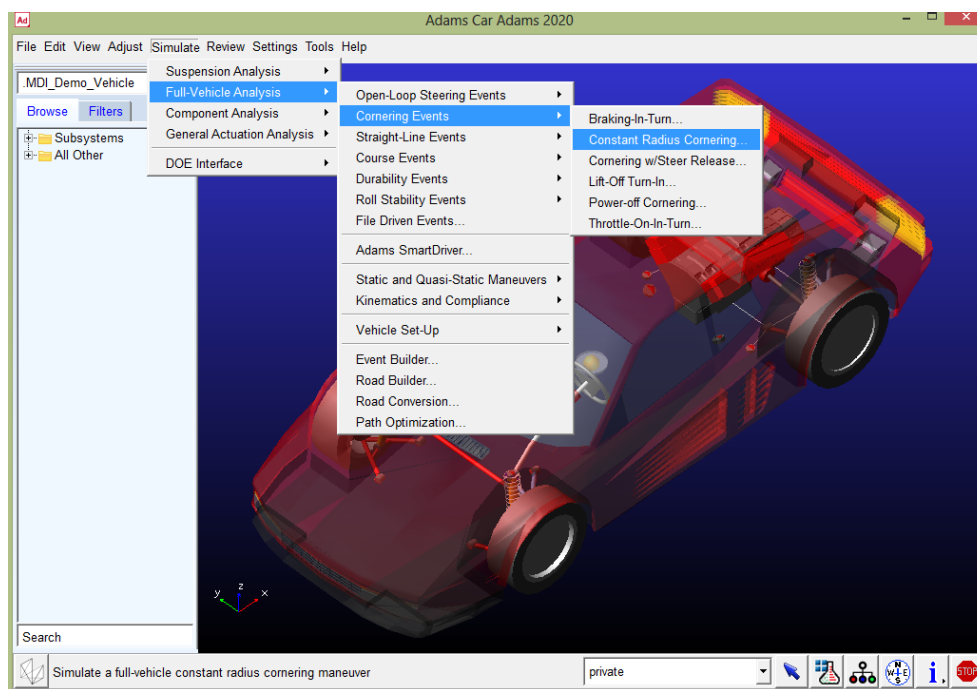 Ad
Adams Car Adams 2020
File Edit View Adjust Simulate Review Settings Tools Help
.MDI_Demo_Vehicle
Browse Filters
Subsystems
All Other
Suspension Analysis
Full-Vehicle Analysis
Component Analysis
General Actuation Analysis
DOE Interface
Open-Loop Steering Events
Cornering Events
Straight-Line Events
Course Events
Durability Events
Roll Stability Events
File Driven Events...
Adams SmartDriver...
Static and Quasi-Static Maneuvers
Kinematics and Compliance
Vehicle Set-Up
Event Builder...
Road Builder...
Road Conversion...
Path Optimization...
Braking-In-Turn...
Constant Radius Cornering...
Cornering w/Steer Release...
Lift-Off Turn-In...
Power-off Cornering...
Throttle-On-In-Turn...
y z x
Search
Simulate a full-vehicle constant radius cornering maneuver
private
N
W E
S
i
STOP